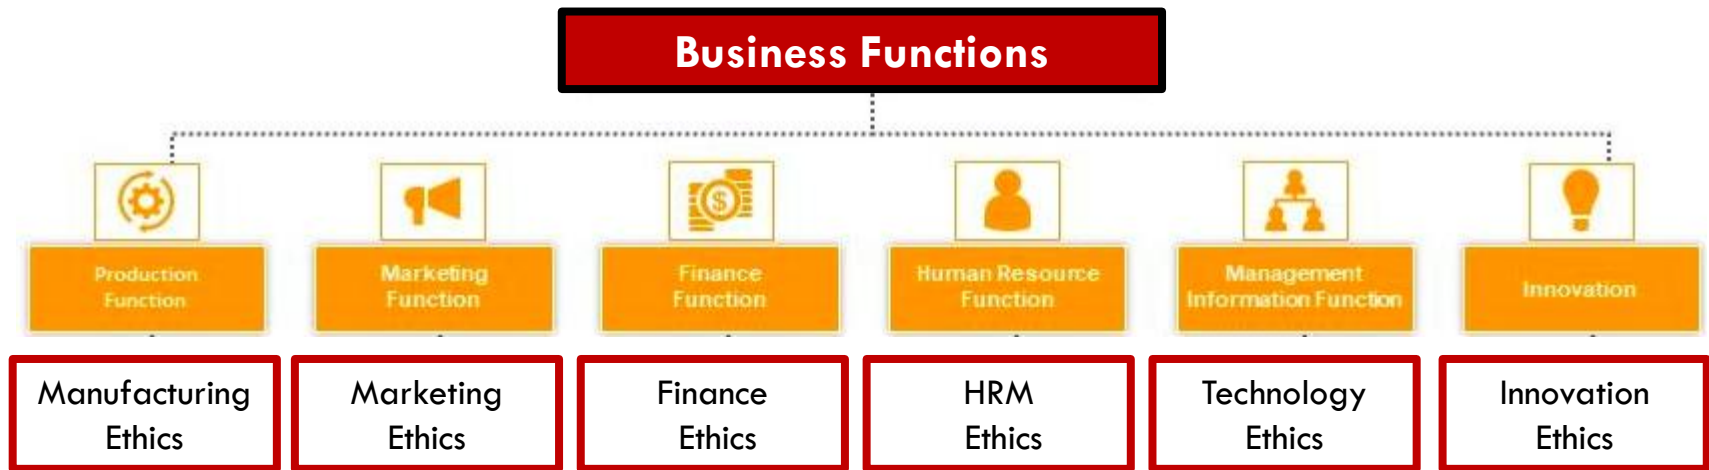 Business Functions
$
Production
Function
Marketing
Function
Finance
Function
Human Resource
Function
Management
Information Function
Innovation
Manufacturing
Ethics
Marketing
Ethics
Finance
Ethics
HRM
Ethics
Technology
Ethics
Innovation
Ethics